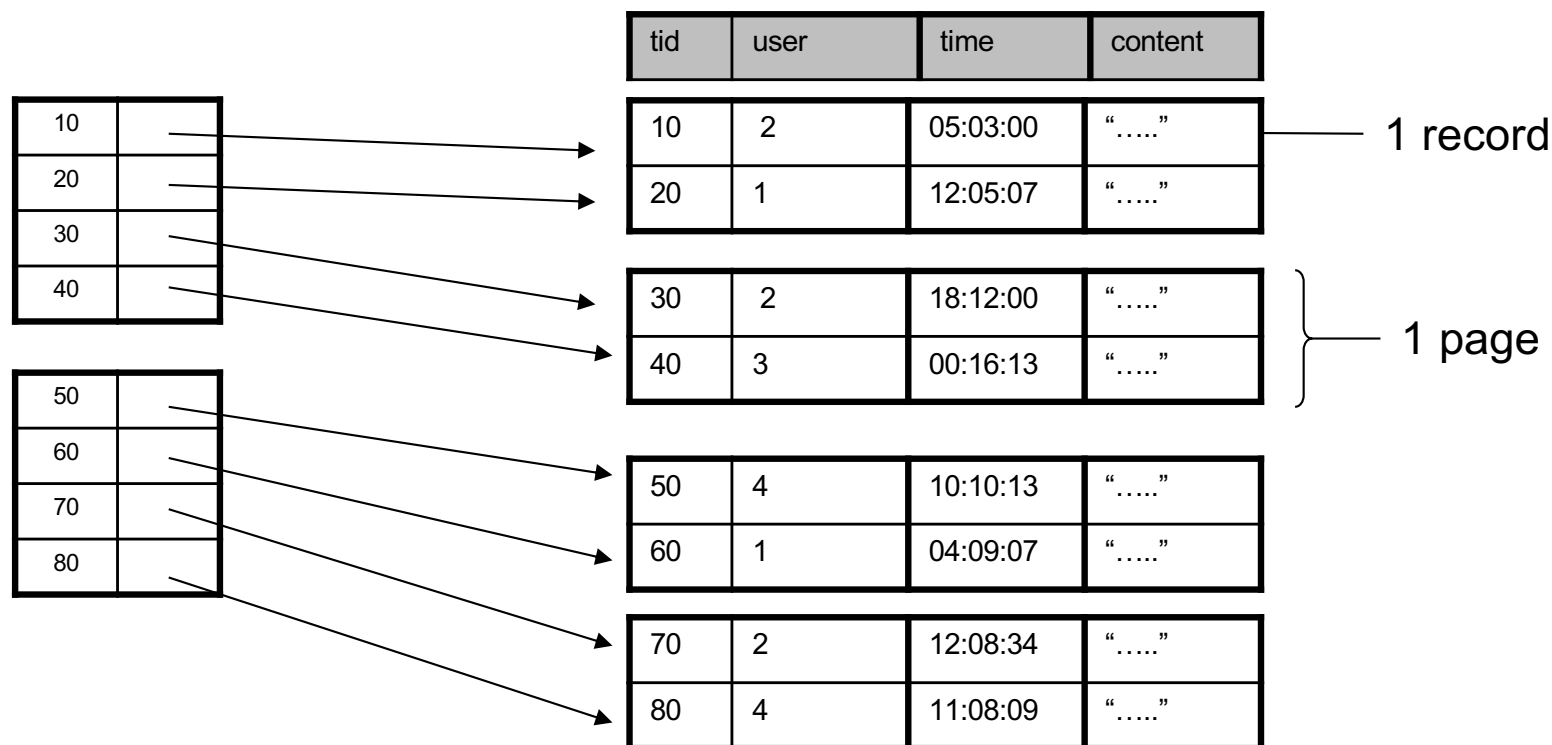 tid user time content
10
20
30
40
10 2 05:03:00 “…..”
20 1 12:05:07 “…..”
1 record
30 2 18:12:00 “…..”
40 3 00:16:13 “…..”
1 page
50
60
70
80
50 4 10:10:13 “…..”
60 1 04:09:07 “…..”
70 2 12:08:34 “…..”
80 4 11:08:09 “…..”